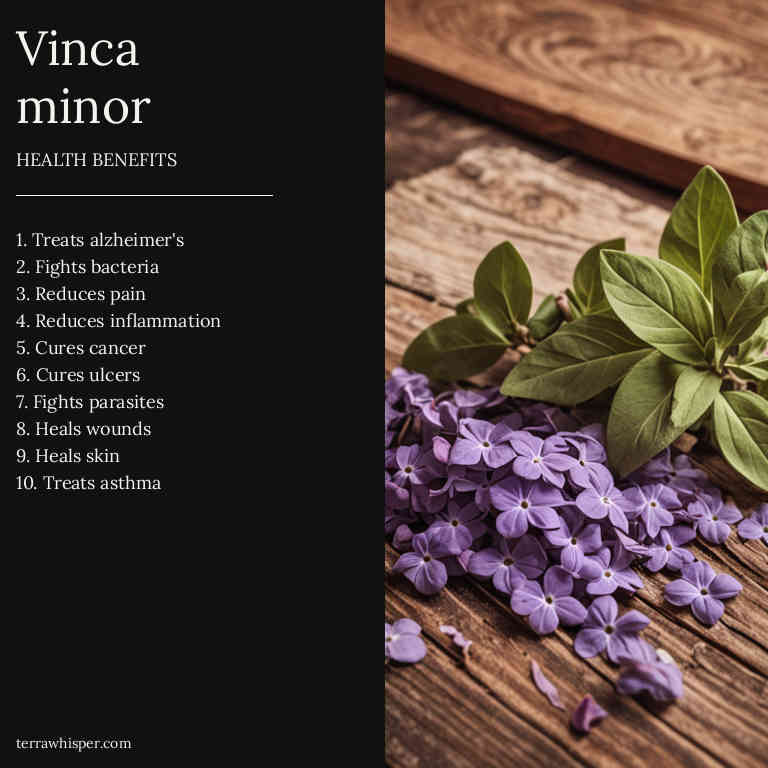 Vinca
minor
HEALTH BENEFITS
1. Treats alzheimer's
2. Fights bacteria
3. Reduces pain
4. Reduces inflammation
5. Cures cancer
6. Cures ulcers
7. Fights parasites
8. Heals wounds
9. Heals skin
10. Treats asthma
terrawhisper.com